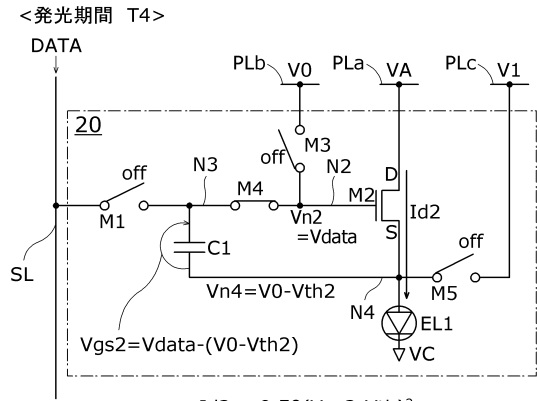 <発光期間 T4>
DATA
PLb
V0
PLa
VA
PLc
V1
20
M3
off
off
N3
M4
N2
M2
D
M1
Vn2
=Vdata
Id2
S
off
C1
SL
Vn4=V0-Vth2
N4
M5
Vgs2=Vdata-(V0-Vth2)
EL1
VC